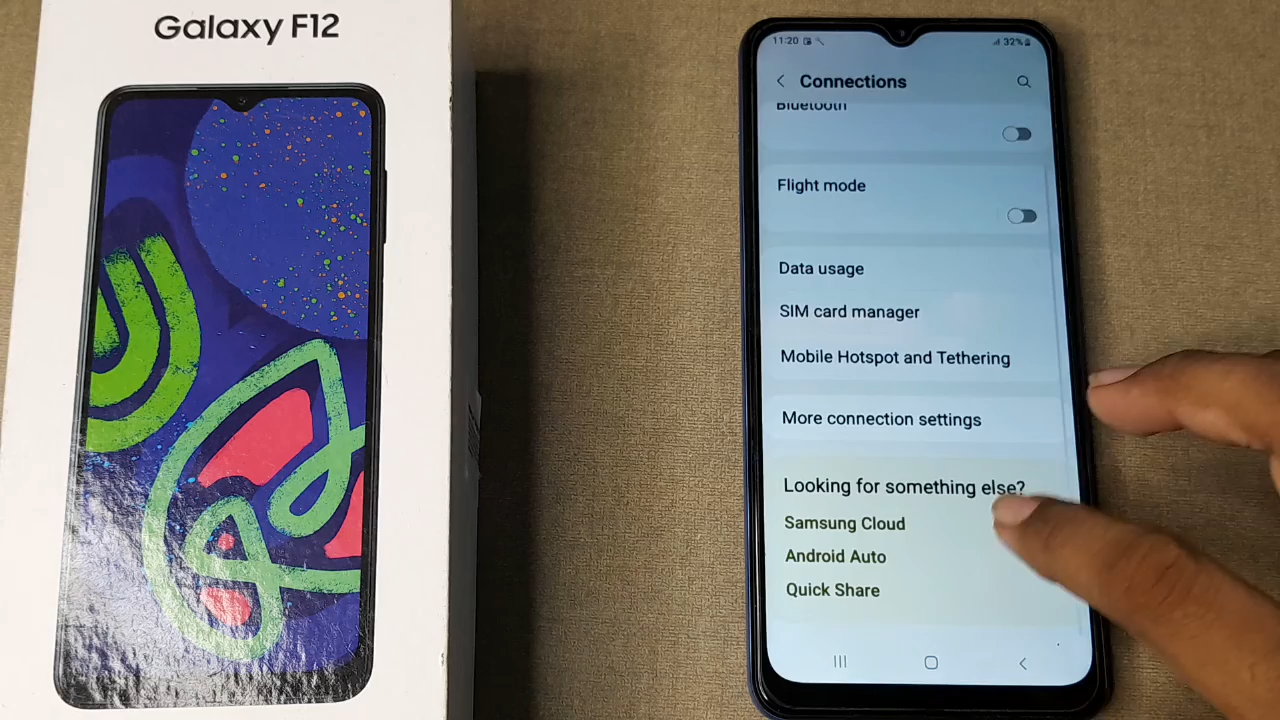 Galaxy F12
11:20
32%
Connections
Bluetooth
Flight mode
Data usage
SIM card manager
Mobile Hotspot and Tethering
More connection settings
Looking for something else?
Samsung Cloud
Android Auto
Quick Share